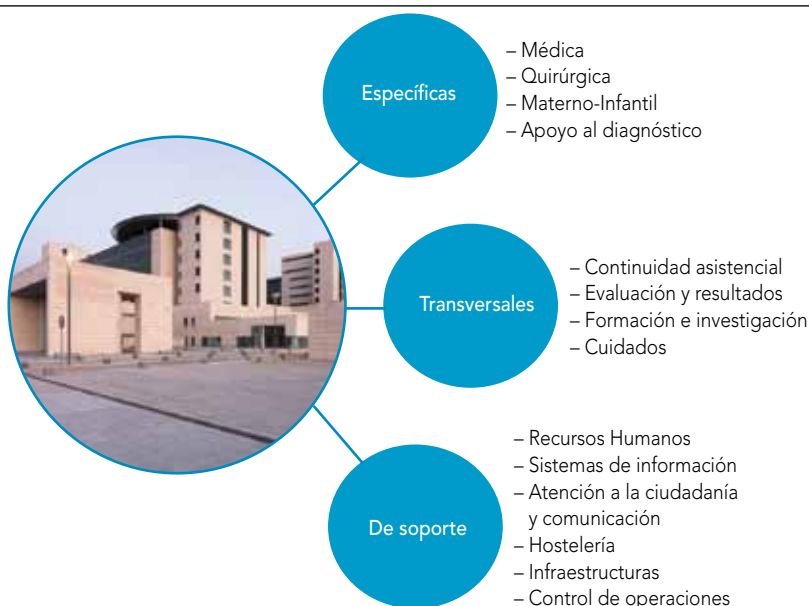 Específicas
– Médica
– Quirúrgica
– Materno-Infantil
– Apoyo al diagnóstico
Transversales
– Continuidad asistencial
– Evaluación y resultados
– Formación e investigación
– Cuidados
De soporte
– Recursos Humanos
– Sistemas de información
– Atención a la ciudadanía
y comunicación
– Hostelería
– Infraestructuras
– Control de operaciones